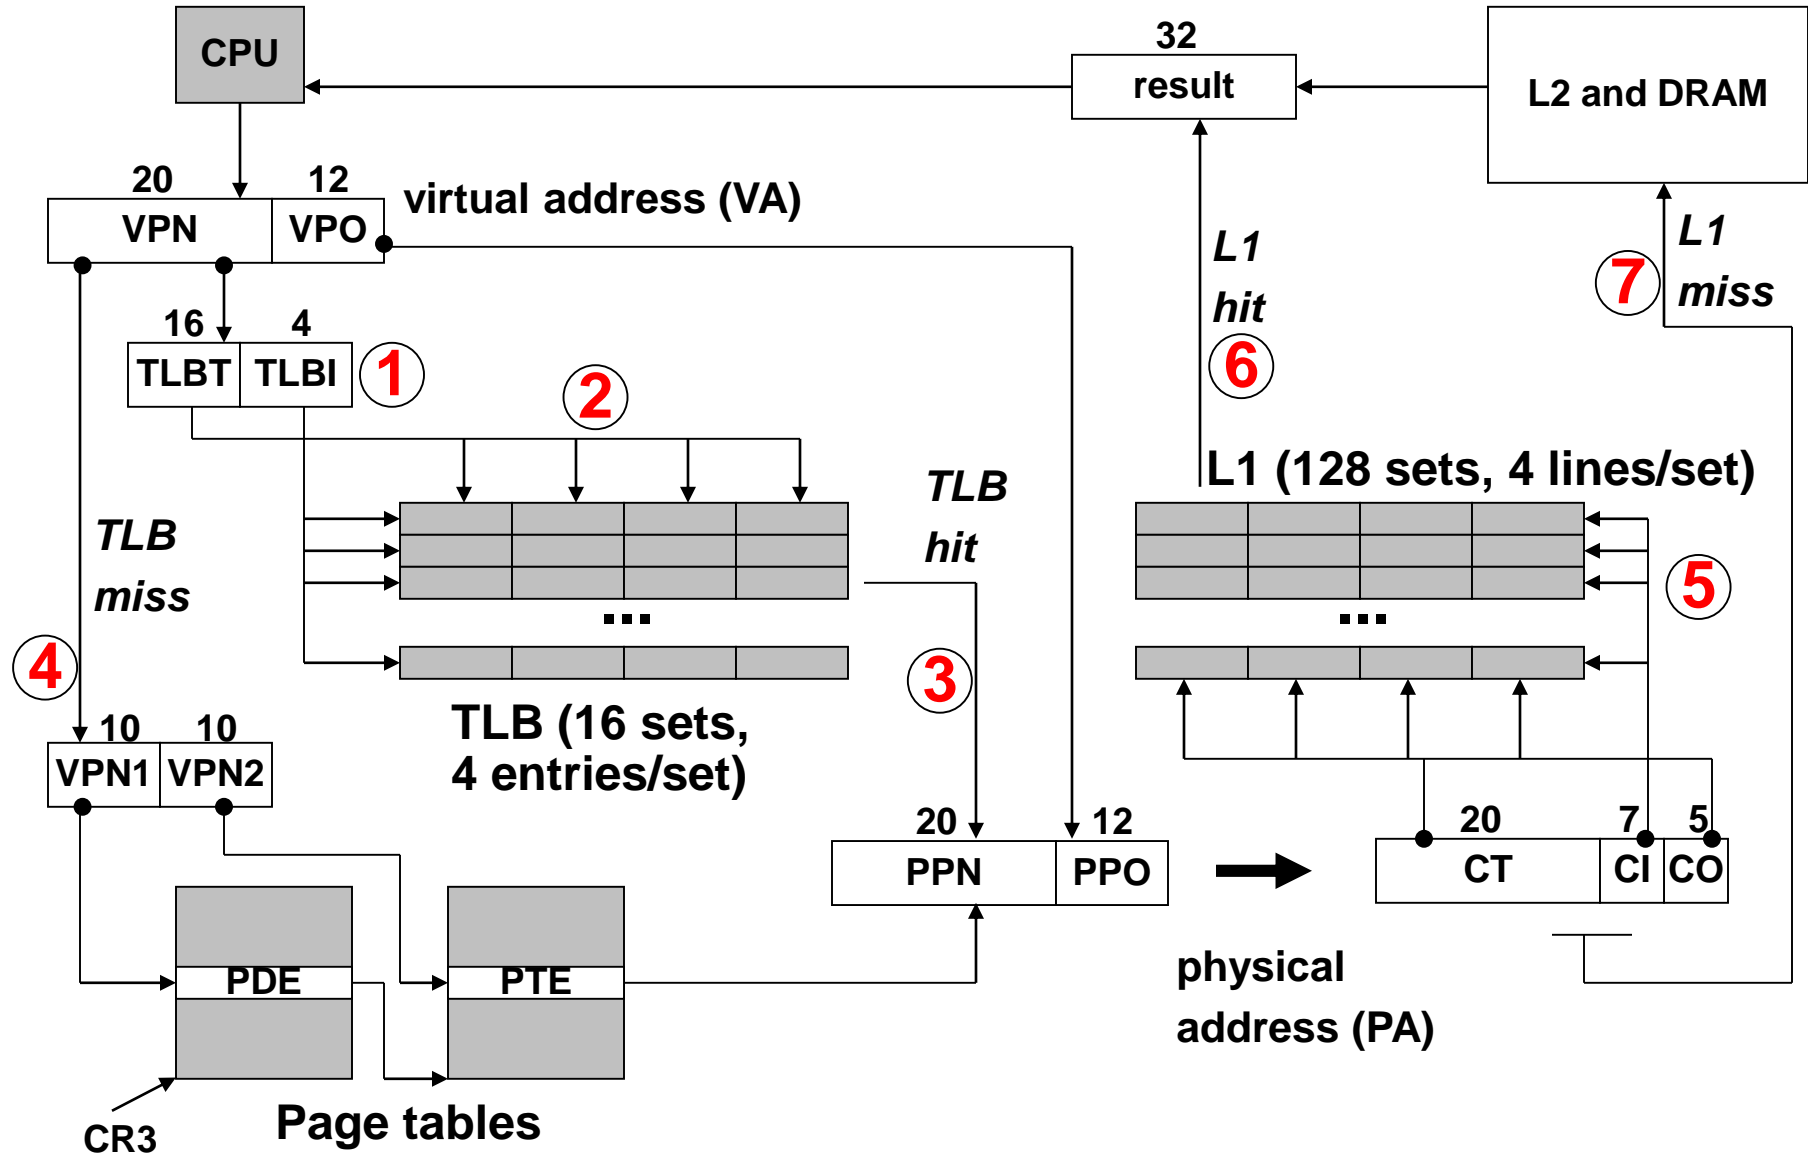 CPU
32
result
L2 and DRAM
20
12
VPN
VPO
virtual address (VA)
L1
hit
6
L1
miss
7
16
4
TLBT
TLBI
1
2
L1 (128 sets, 4 lines/set)
TLB
hit
TLB
miss
...
...
5
4
3
TLB (16 sets,
4 entries/set)
10
10
VPN1
VPN2
20
12
PPN
PPO
20
7
5
CT
CI
CO
PDE
PTE
physical
address (PA)
CR3
Page tables